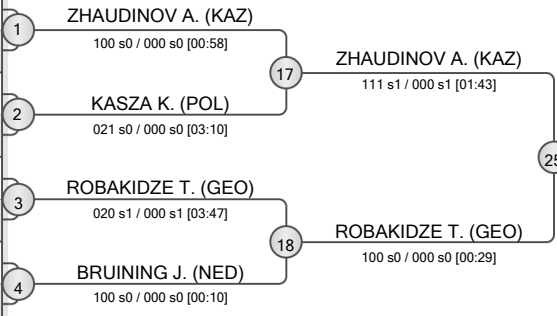 1
ZHAUDINOV A. (KAZ)
100 s0 / 000 s0 [00:58]
17
ZHAUDINOV A. (KAZ)
111 s1 / 000 s1 [01:43]
2
KASZA K. (POL)
021 s0 / 000 s0 [03:10]
25
3
ROBAKIDZE T. (GEO)
020 s1 / 000 s1 [03:47]
18
ROBAKIDZE T. (GEO)
100 s0 / 000 s0 [00:29]
4
BRUINING J. (NED)
100 s0 / 000 s0 [00:10]